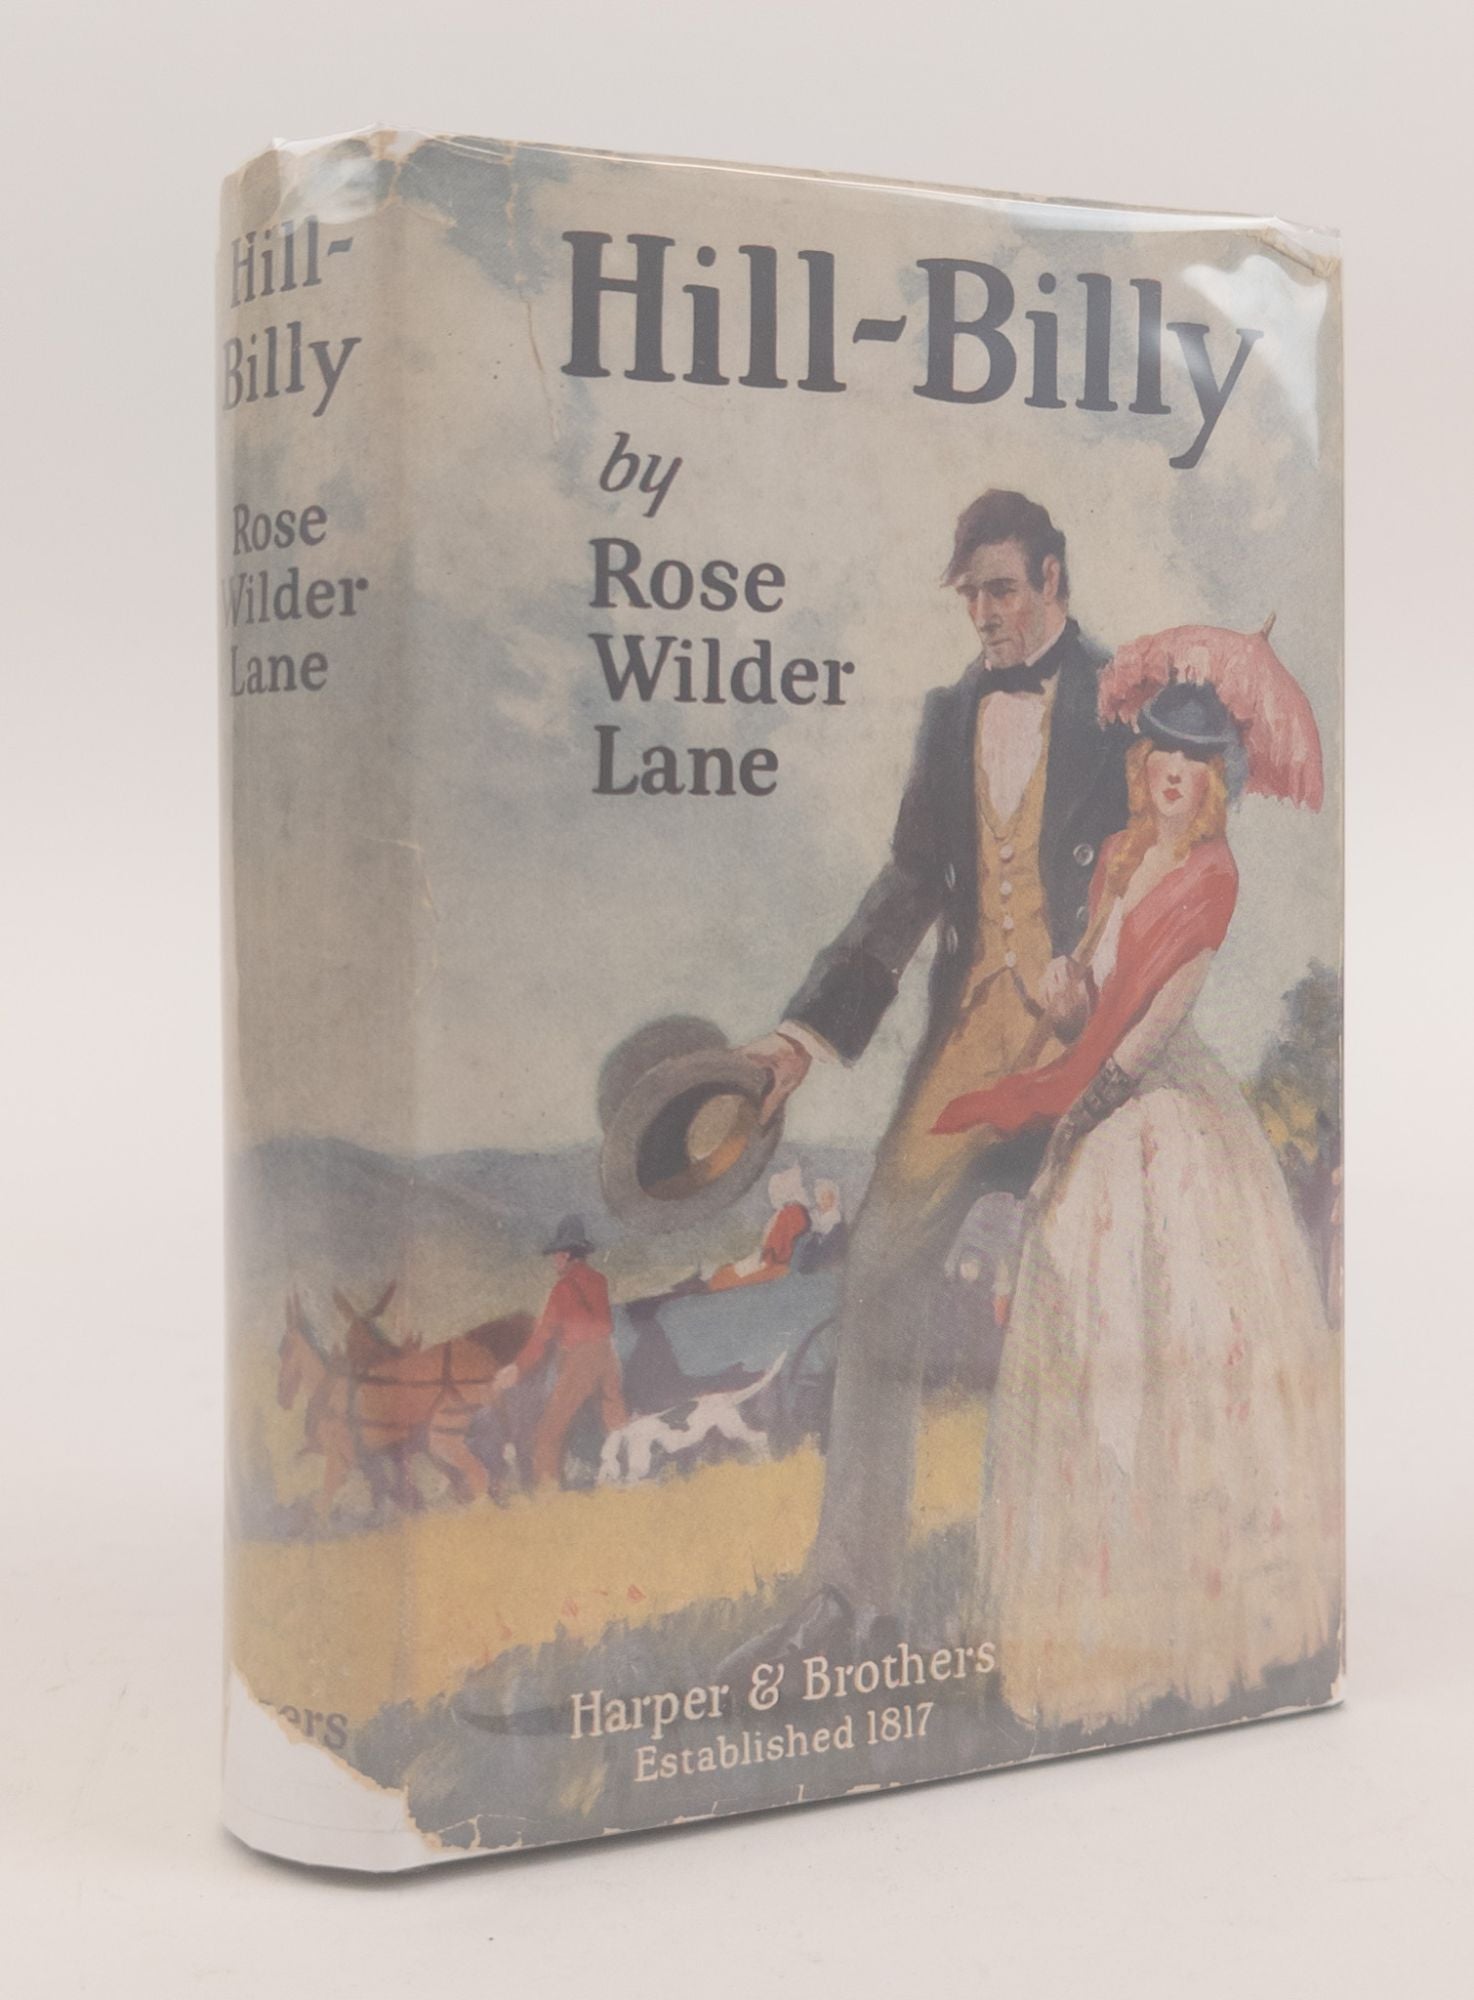 Hill-
Billy
Rose
Wilder
Lane
Hill-Billy
by
Rose
Wilder
Lane
Harper & Brothers
Established 1817